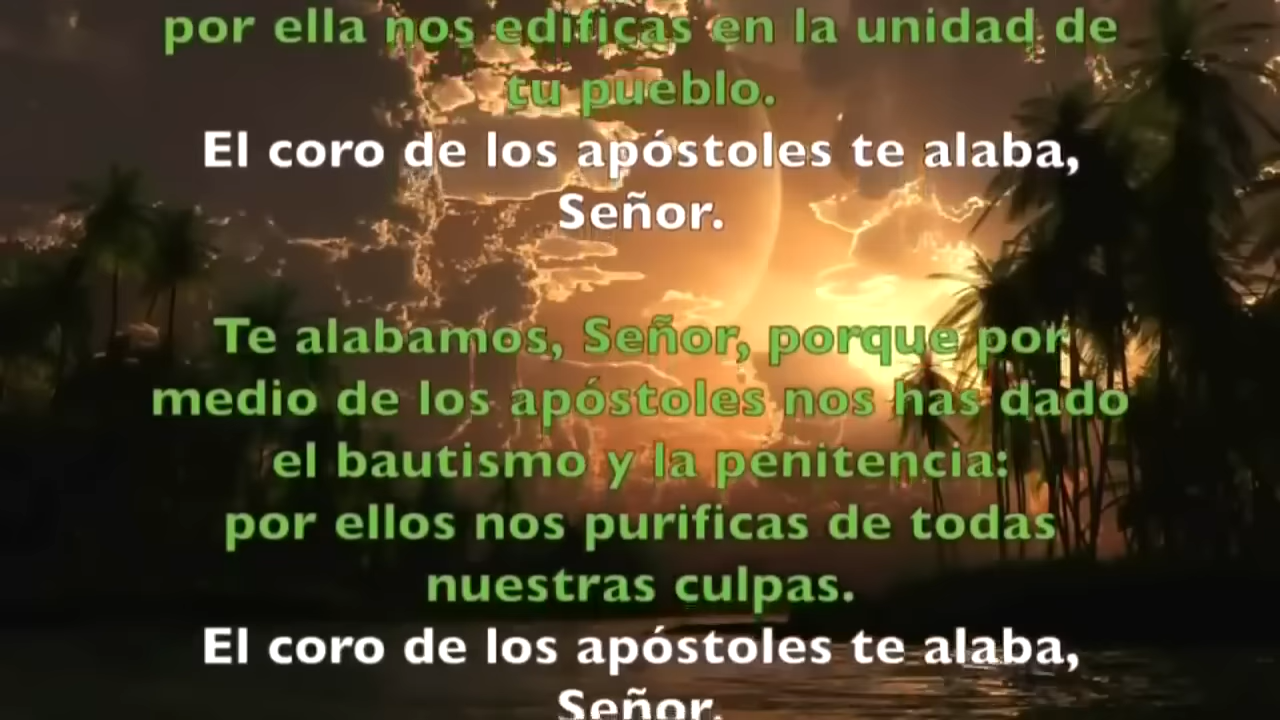 por ella nos edificas en la unidad de
tu pueblo.
El coro de los apóstoles te alaba,
Señor.
Te alabamos, Señor, porque por
medio de los apóstoles nos has dado
el bautismo y la penitencia:
por ellos nos purificas de todas
nuestras culpas.
El coro de los apóstoles te alaba,
Señor.